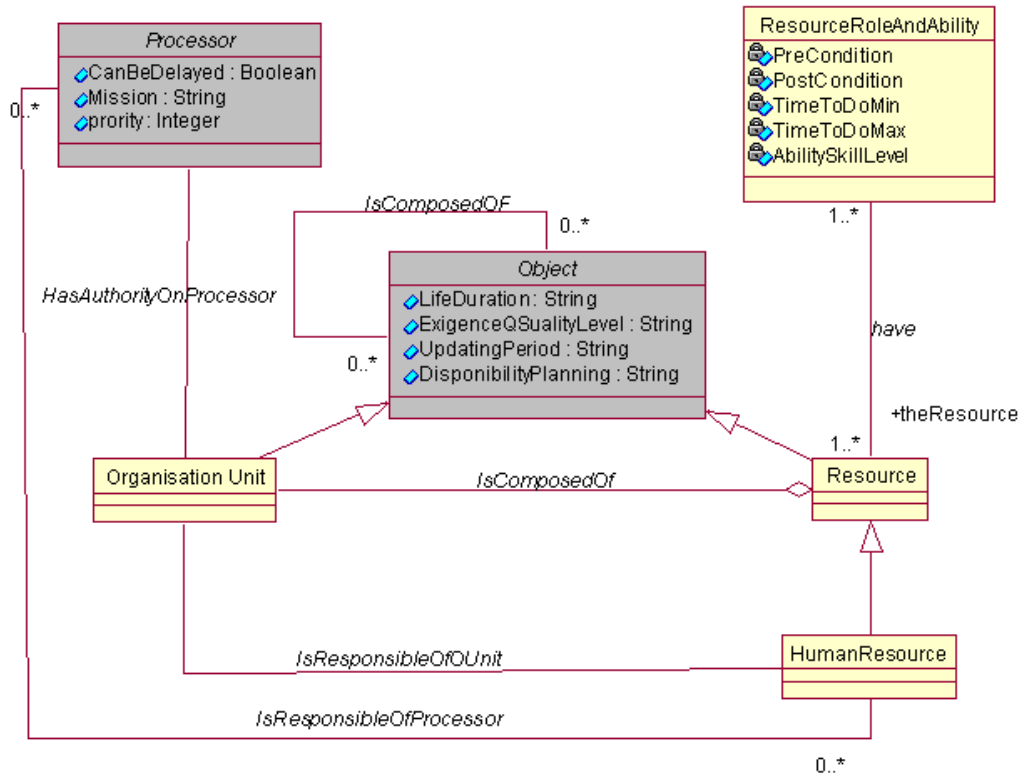 Processor
CanBeDelayed : Boolean
Mission : String
prority : Integer
0..*
ResourceRoleAndAbility
PreCondition
PostCondition
TimeToDoMin
TimeToDoMax
AbilitySkillLevel
1..*
IsComposedOF
0..*
Object
LifeDuration : String
ExigenceQSualityLevel : String
UpdatingPeriod : String
DisponibilityPlanning : String
0..*
HasAuthorityOnProcessor
have
+theResource
1..*
Organisation Unit
IsComposedOf
Resource
HumanResource
IsResponsibleOfOUnit
IsResponsibleOfProcessor
0..*